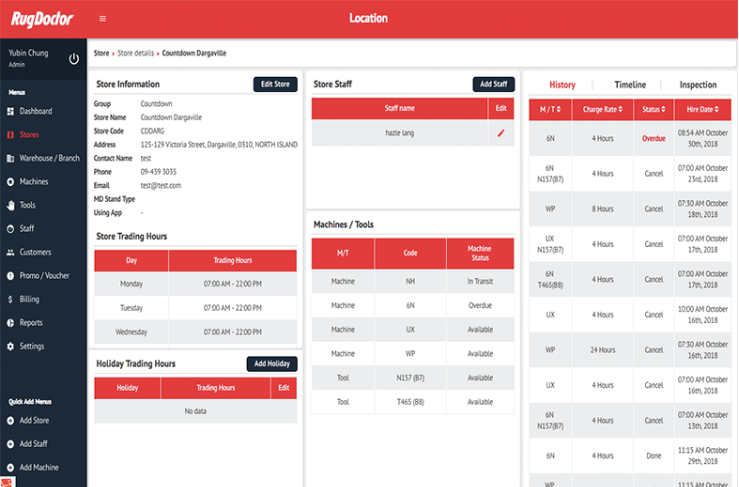 RugDoctor
Location
Yubin Chung
Admin
Menus
Dashboard
Stores
Warehouse / Branch
Machines
Tools
Staff
Customers
Promo / Voucher
Billing
Reports
Settings
Quick Add Menus
Add Store
Add Staff
Add Machine
Store › Store details › Countdown Dargaville
Store Information
Edit Store
Group Countdown
Store Name Countdown Dargaville
Store Code CDDARG
Address 125-129 Victoria Street, Dargaville, 0310, NORTH ISLAND
Contact Name test
Phone 09-439 3035
Email test@test.com
MD Stand Type
Using App -
Store Trading Hours
Day Trading Hours
Monday 07:00 AM - 22:00 PM
Tuesday 07:00 AM - 22:00 PM
Wednesday 07:00 AM - 22:00 PM
Holiday Trading Hours
Add Holiday
Holiday Trading Hours Edit
No data
Store Staff
Add Staff
Staff name Edit
hazie lang
Machines / Tools
M/T Code Machine
Status
Machine NH In Transit
Machine 6N Overdue
Machine UX Available
Machine WP Available
Tool N157 (B7) Available
Tool T465 (B8) Available
History Timeline Inspection
M / T Charge Rate Status Hire Date
6N 4 Hours Overdue 08:54 AM October
30th, 2018
6N
N157(B7) 4 Hours Cancel 07:00 AM October
23rd, 2018
WP 8 Hours Cancel 07:30 AM October
18th, 2018
UX
N157(B7) 4 Hours Cancel 07:00 AM October
17th, 2018
6N
T465(B8) 4 Hours Cancel 07:00 AM October
17th, 2018
UX 4 Hours Cancel 10:00 AM October
16th, 2018
WP 24 Hours Cancel 07:30 AM October
16th, 2018
UX 4 Hours Cancel 07:00 AM October
16th, 2018
6N
N157(B7) 4 Hours Cancel 07:00 AM October
13th, 2018
6N 4 Hours Done 11:15 AM October
29th, 2018
WP 11:15 AM October